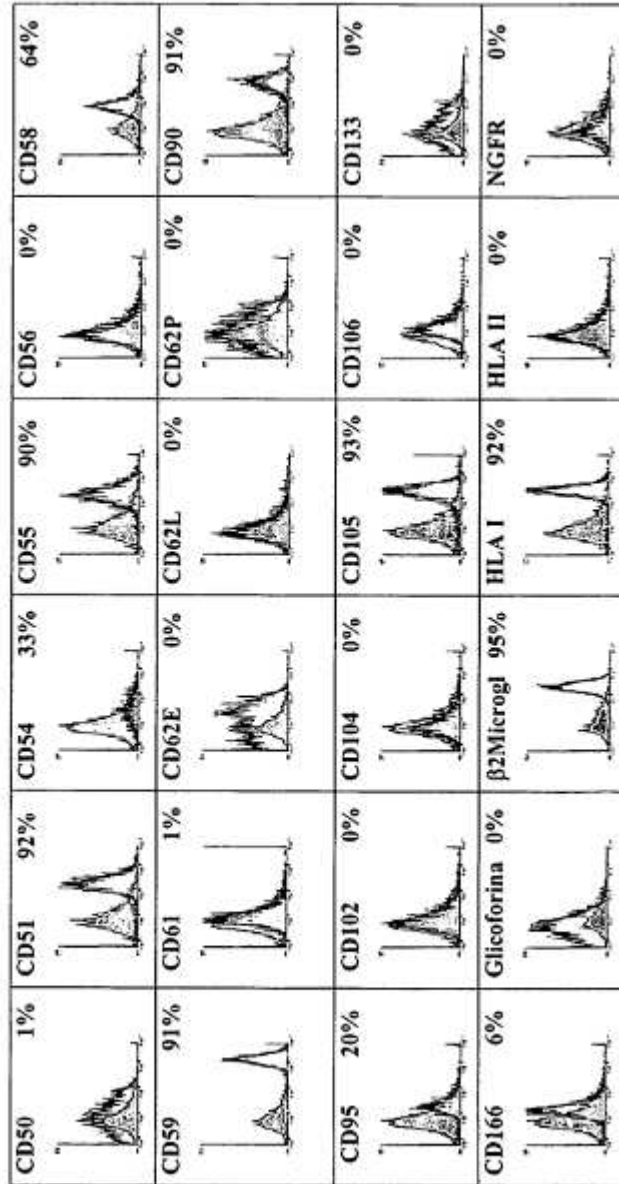 CD50 1%
CD51 92%
CD54 33%
CD55 90%
CD56 0%
CD58 64%
CD59 91%
CD61 1%
CD62E 0%
CD62L 0%
CD62P 0%
CD90 91%
CD95 20%
CD102 0%
CD104 0%
CD105 93%
CD106 0%
CD133 0%
CD166 6%
Glicoforina 0%
β2Microgl 95%
HLA I 92%
HLA II 0%
NGFR 0%